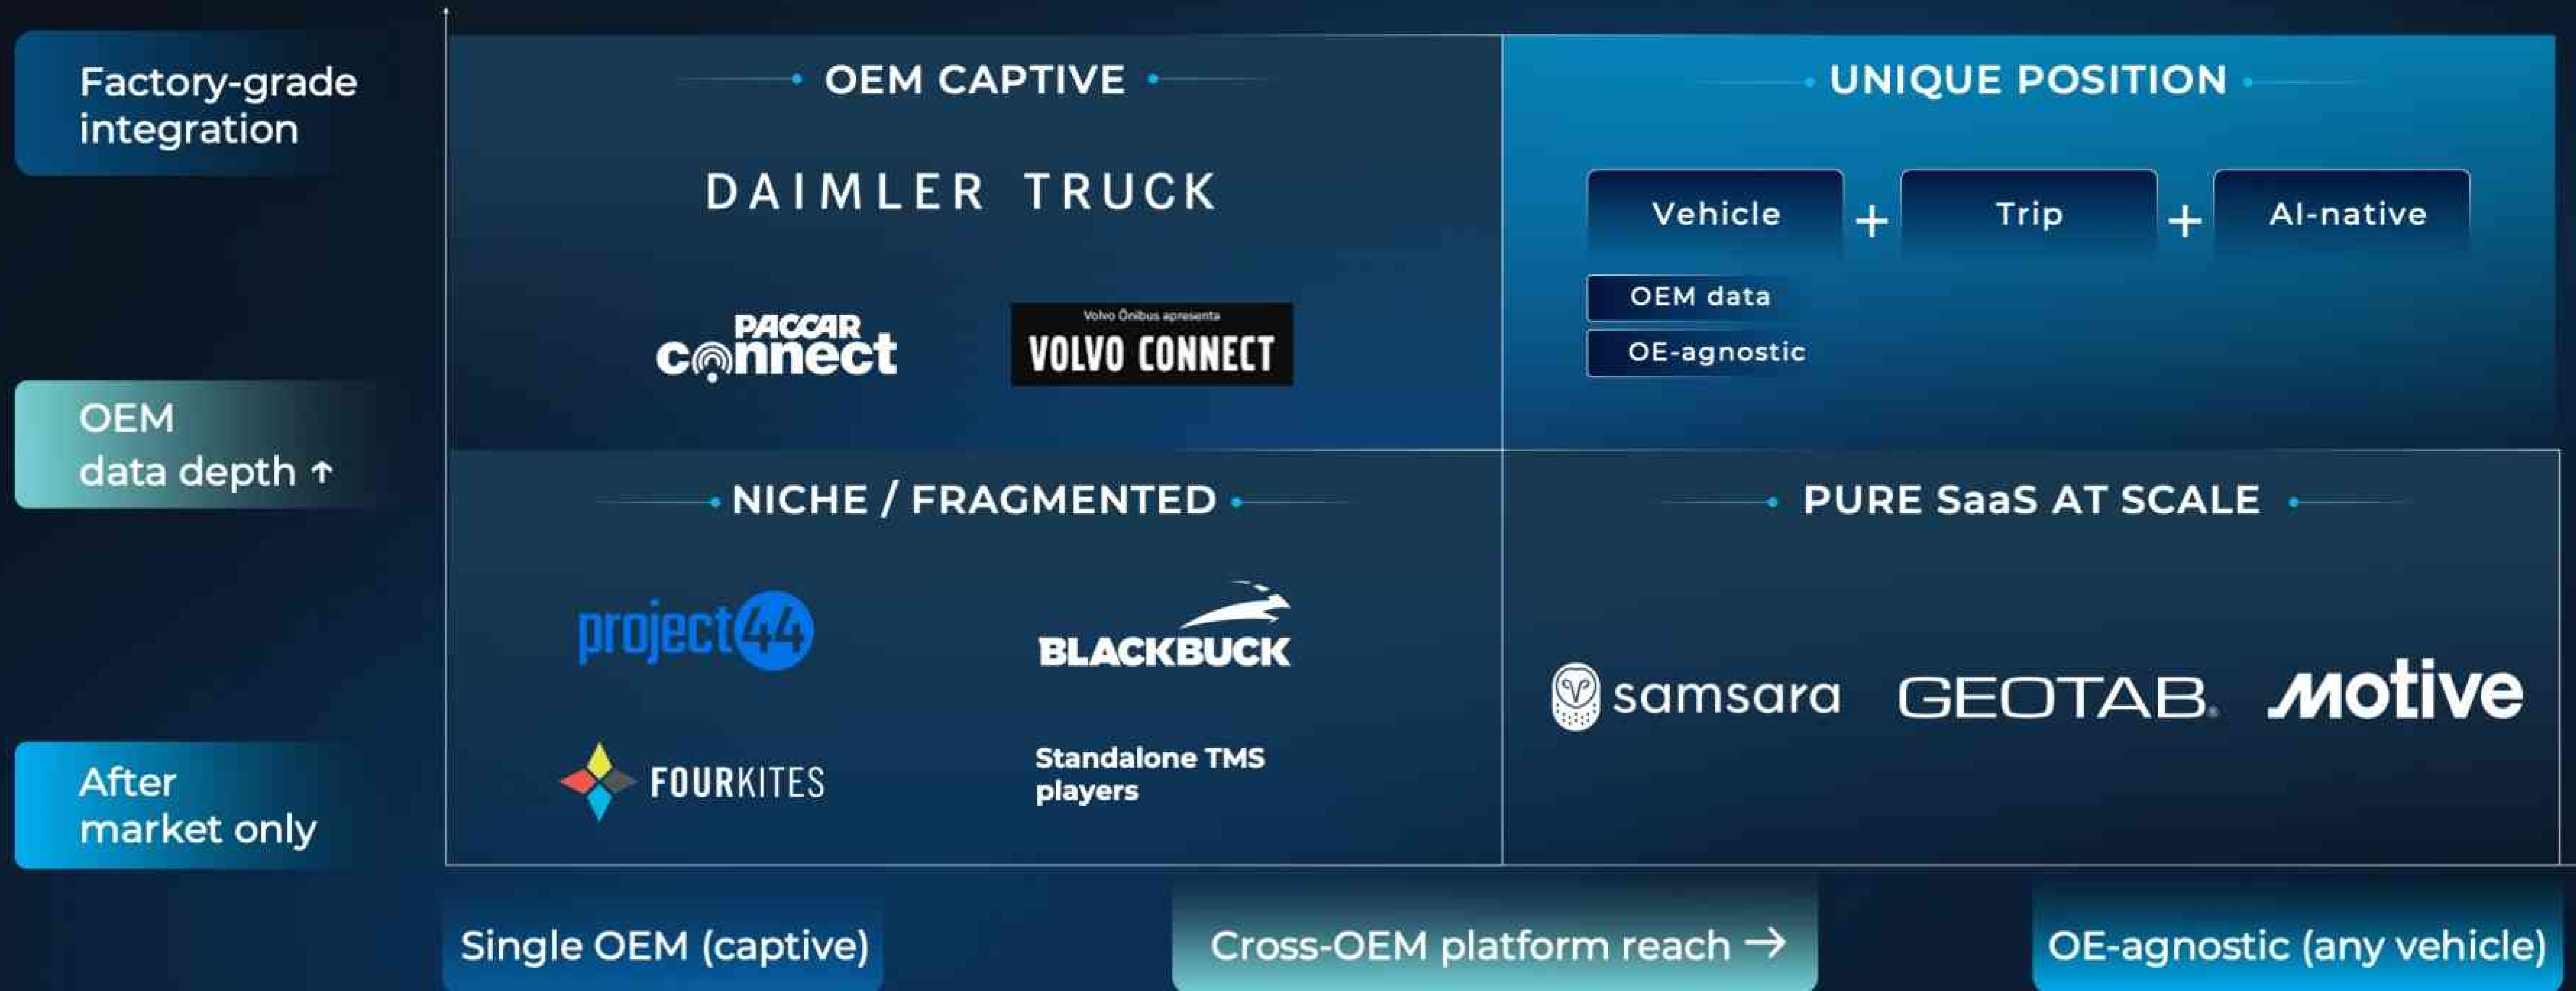 Factory-grade
integration
OEM
data depth ↑
After
market only
OEM CAPTIVE
DAIMLER TRUCK
PACCAR
connect
Volvo Ônibus apresenta
VOLVO CONNECT
UNIQUE POSITION
Vehicle + Trip + AI-native
OEM data
OE-agnostic
NICHE / FRAGMENTED
project44
BLACKBUCK
FOURKITES
Standalone TMS
players
PURE SaaS AT SCALE
samsara
GEOTAB®
motive
Single OEM (captive)
Cross-OEM platform reach →
OE-agnostic (any vehicle)